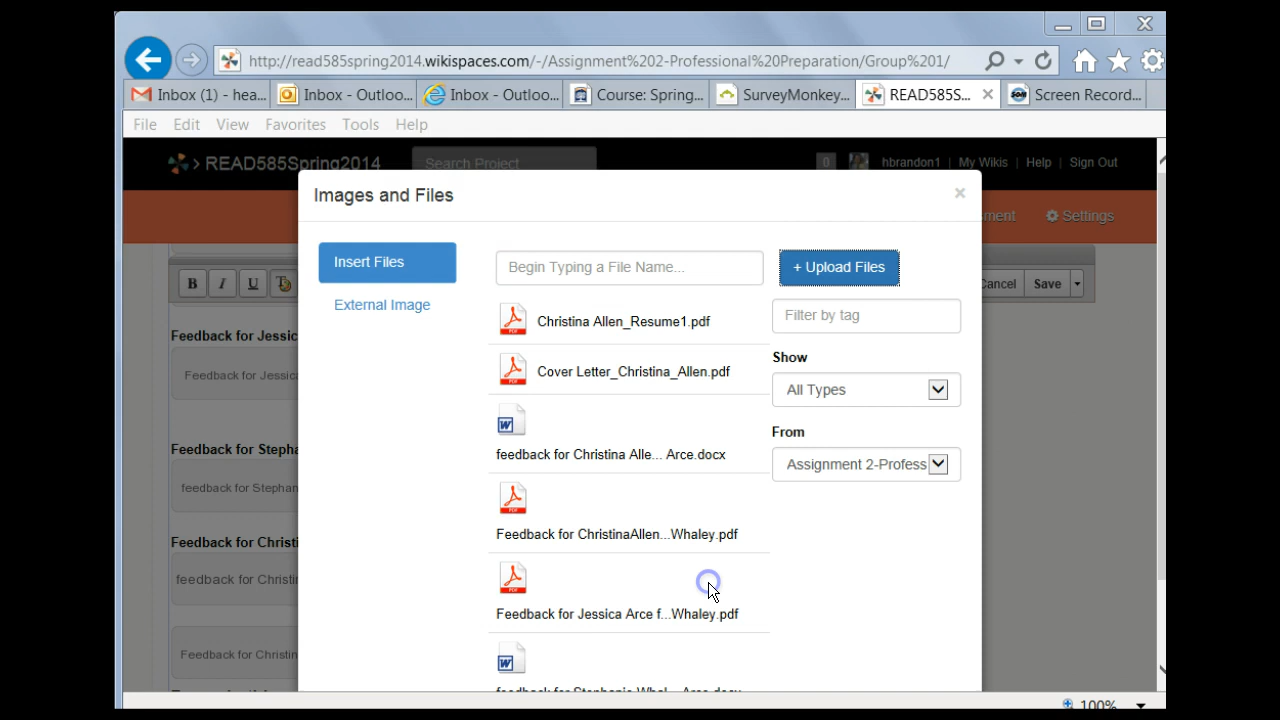 http://read585spring2014.wikispaces.com/-/Assignment%202-Professional%20Preparation/Group%201/
Inbox (1) - hea...
Inbox - Outloo...
Inbox - Outloo...
Course: Spring...
SurveyMonkey...
READ585S...
Screen Record...
File Edit View Favorites Tools Help
> READ585Spring2014
Search Project
0
hbrandon1 | My Wikis | Help | Sign Out
Images and Files
Settings
Insert Files
Begin Typing a File Name...
+ Upload Files
B I U
Cancel
Save
External Image
Christina Allen_Resume1.pdf
Filter by tag
Feedback for Jessic
Show
Feedback for Jessica
Cover Letter_Christina_Allen.pdf
All Types
From
Feedback for Stepha
feedback for Christina Alle... Arce.docx
Assignment 2-Profess
feedback for Stephan
Feedback for ChristinaAllen...Whaley.pdf
Feedback for Christi
feedback for Christin
Feedback for Jessica Arce f...Whaley.pdf
Feedback for Christin
100%